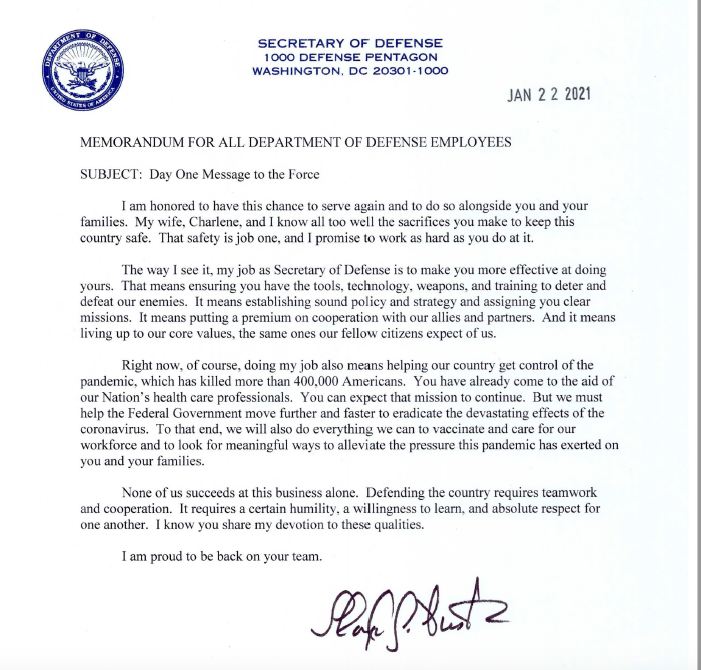 DEPARTMENT OF DEFENSE
UNITED STATES OF AMERICA
SECRETARY OF DEFENSE
1000 DEFENSE PENTAGON
WASHINGTON, DC 20301-1000
JAN 22 2021
MEMORANDUM FOR ALL DEPARTMENT OF DEFENSE EMPLOYEES
SUBJECT: Day One Message to the Force
I am honored to have this chance to serve again and to do so alongside you and your
families. My wife, Charlene, and I know all too well the sacrifices you make to keep this
country safe. That safety is job one, and I promise to work as hard as you do at it.
The way I see it, my job as Secretary of Defense is to make you more effective at doing
yours. That means ensuring you have the tools, technology, weapons, and training to deter and
defeat our enemies. It means establishing sound policy and strategy and assigning you clear
missions. It means putting a premium on cooperation with our allies and partners. And it means
living up to our core values, the same ones our fellow citizens expect of us.
Right now, of course, doing my job also means helping our country get control of the
pandemic, which has killed more than 400,000 Americans. You have already come to the aid of
our Nation's health care professionals. You can expect that mission to continue. But we must
help the Federal Government move further and faster to eradicate the devastating effects of the
coronavirus. To that end, we will also do everything we can to vaccinate and care for our
workforce and to look for meaningful ways to alleviate the pressure this pandemic has exerted on
you and your families.
None of us succeeds at this business alone. Defending the country requires teamwork
and cooperation. It requires a certain humility, a willingness to learn, and absolute respect for
one another. I know you share my devotion to these qualities.
I am proud to be back on your team.